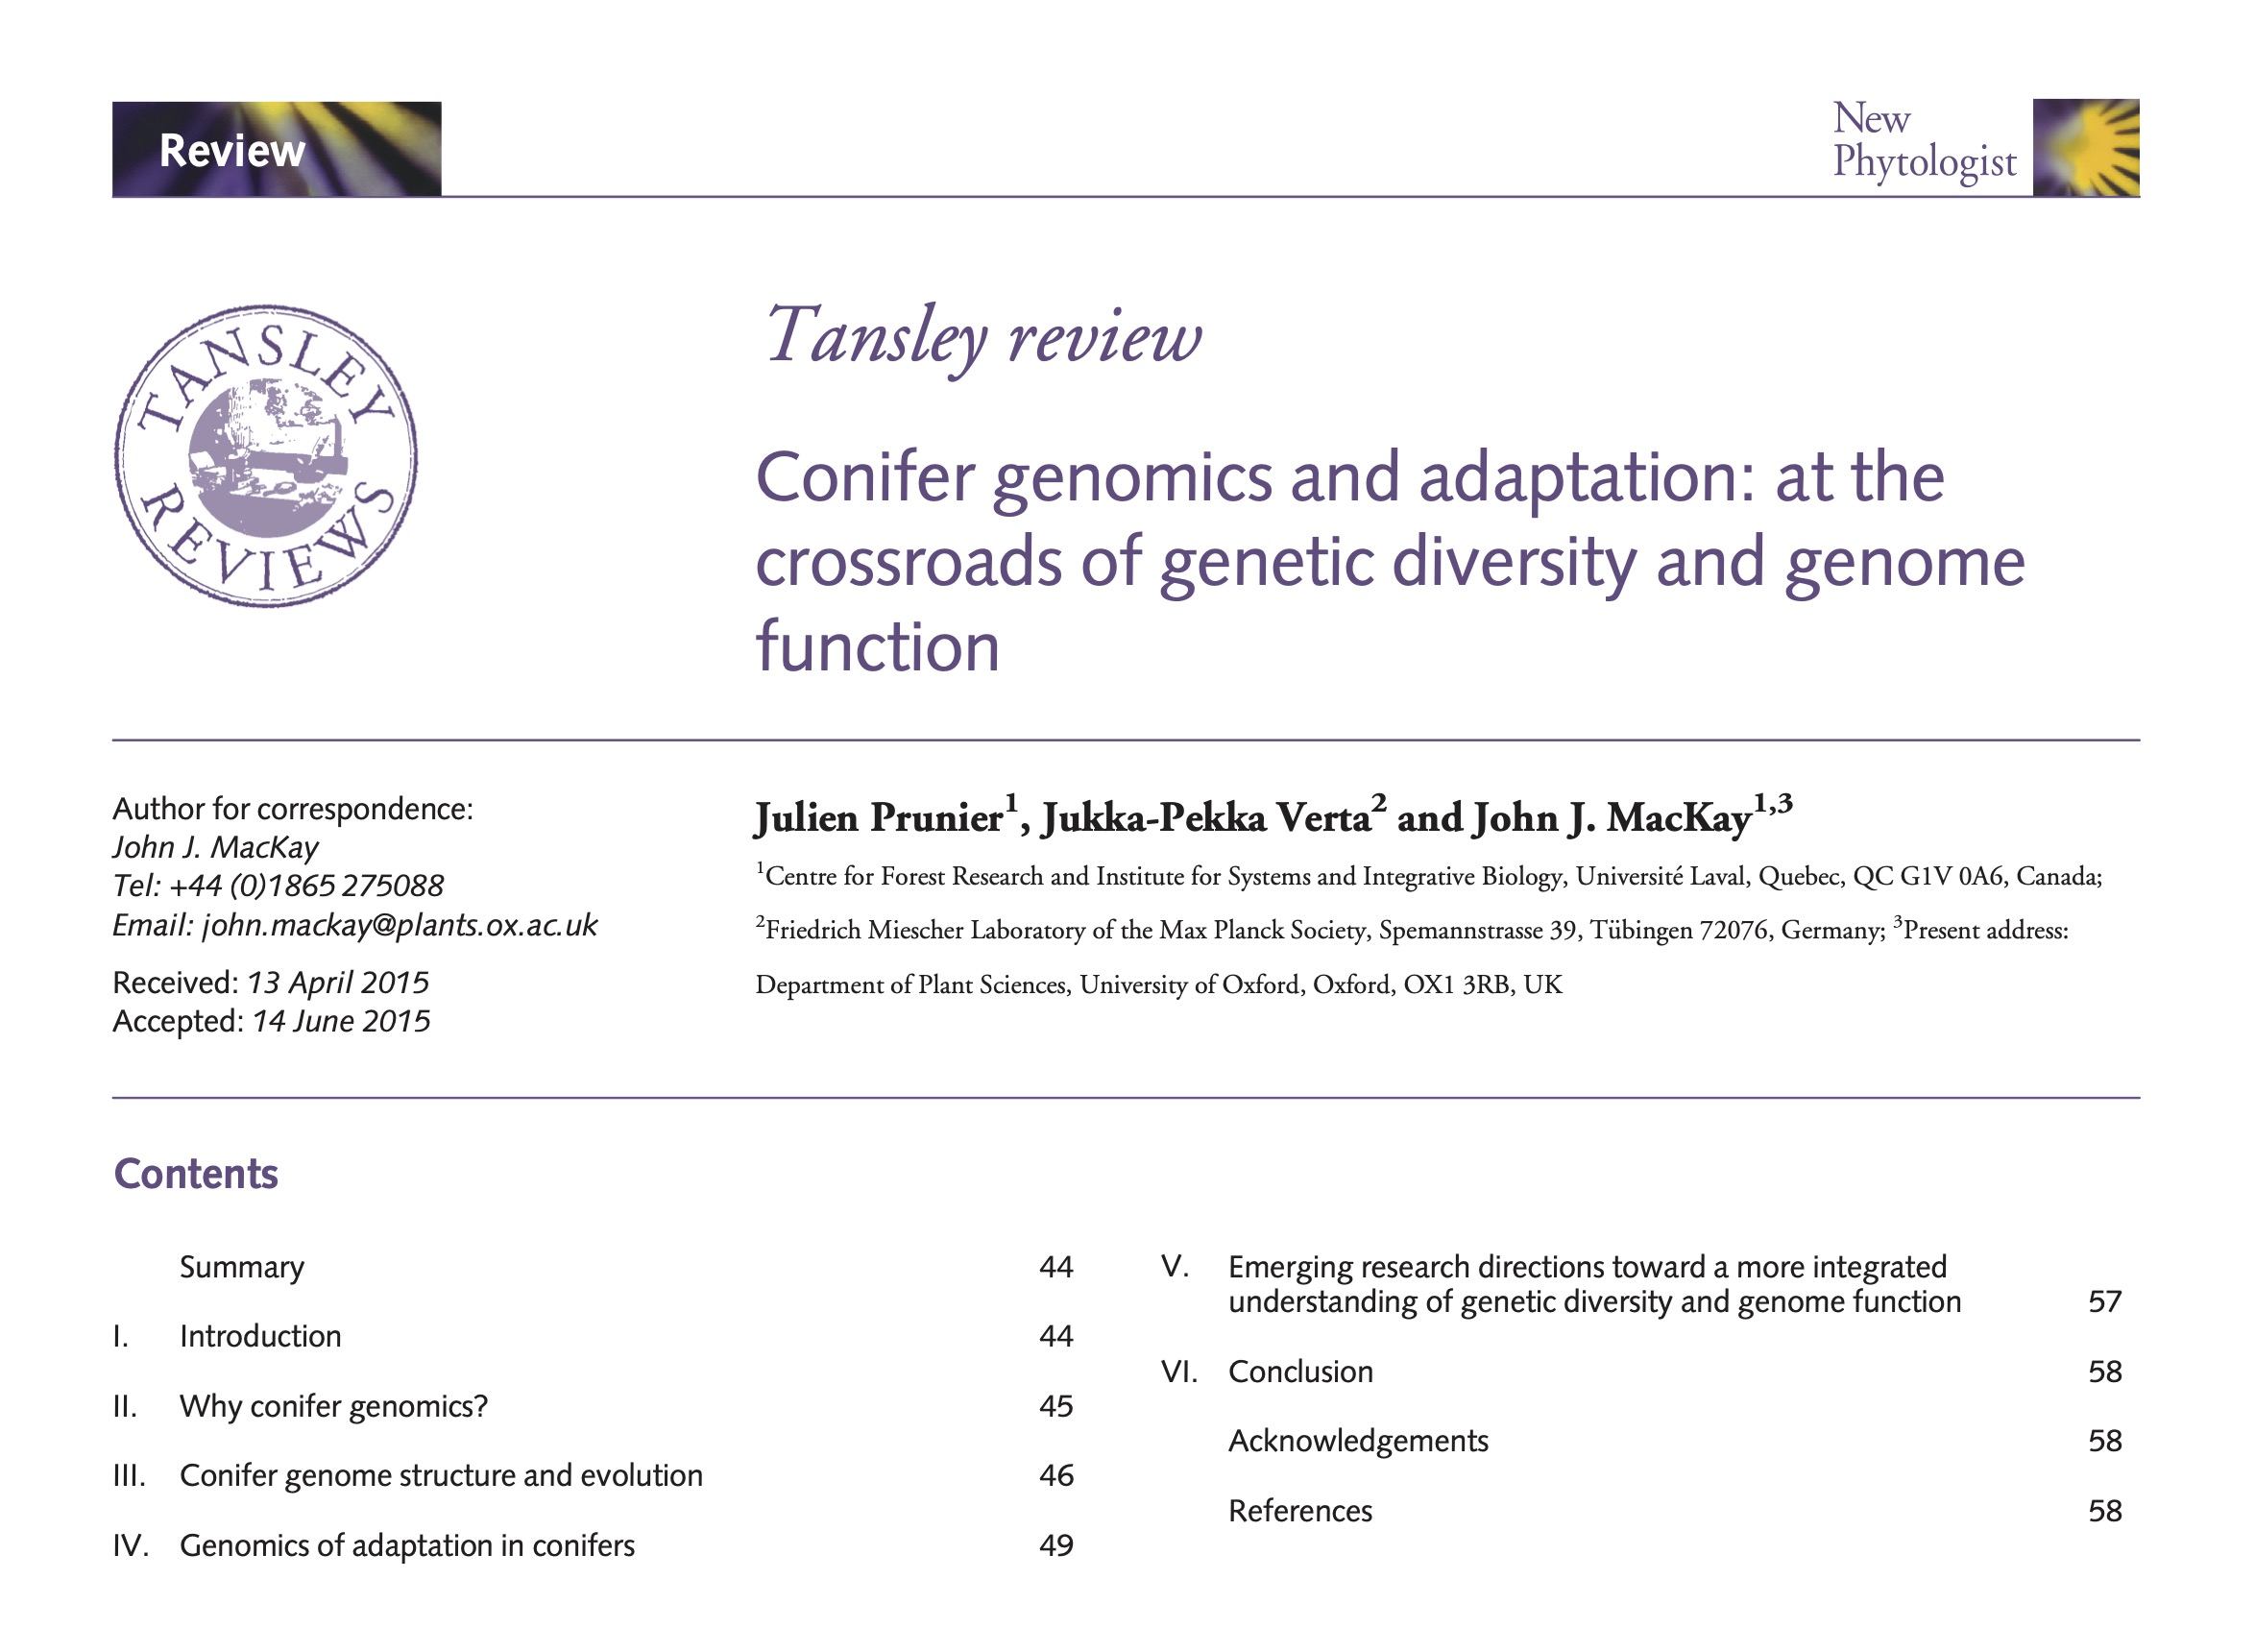 Review
New
Phytologist
TANSLEY
REVIEWS
Tansley review
Conifer genomics and adaptation: at the
crossroads of genetic diversity and genome
function
Author for correspondence:
John J. MacKay
Tel: +44 (0)1865 275088
Email: john.mackay@plants.ox.ac.uk
Received: 13 April 2015
Accepted: 14 June 2015
Julien Prunier1, Jukka-Pekka Verta2 and John J. MacKay1,3
1Centre for Forest Research and Institute for Systems and Integrative Biology, Université Laval, Quebec, QC G1V 0A6, Canada;
2Friedrich Miescher Laboratory of the Max Planck Society, Spemannstrasse 39, Tübingen 72076, Germany; 3Present address:
Department of Plant Sciences, University of Oxford, Oxford, OX1 3RB, UK
Contents
Summary 44
I. Introduction 44
II. Why conifer genomics? 45
III. Conifer genome structure and evolution 46
IV. Genomics of adaptation in conifers 49
V. Emerging research directions toward a more integrated
understanding of genetic diversity and genome function 57
VI. Conclusion 58
Acknowledgements 58
References 58